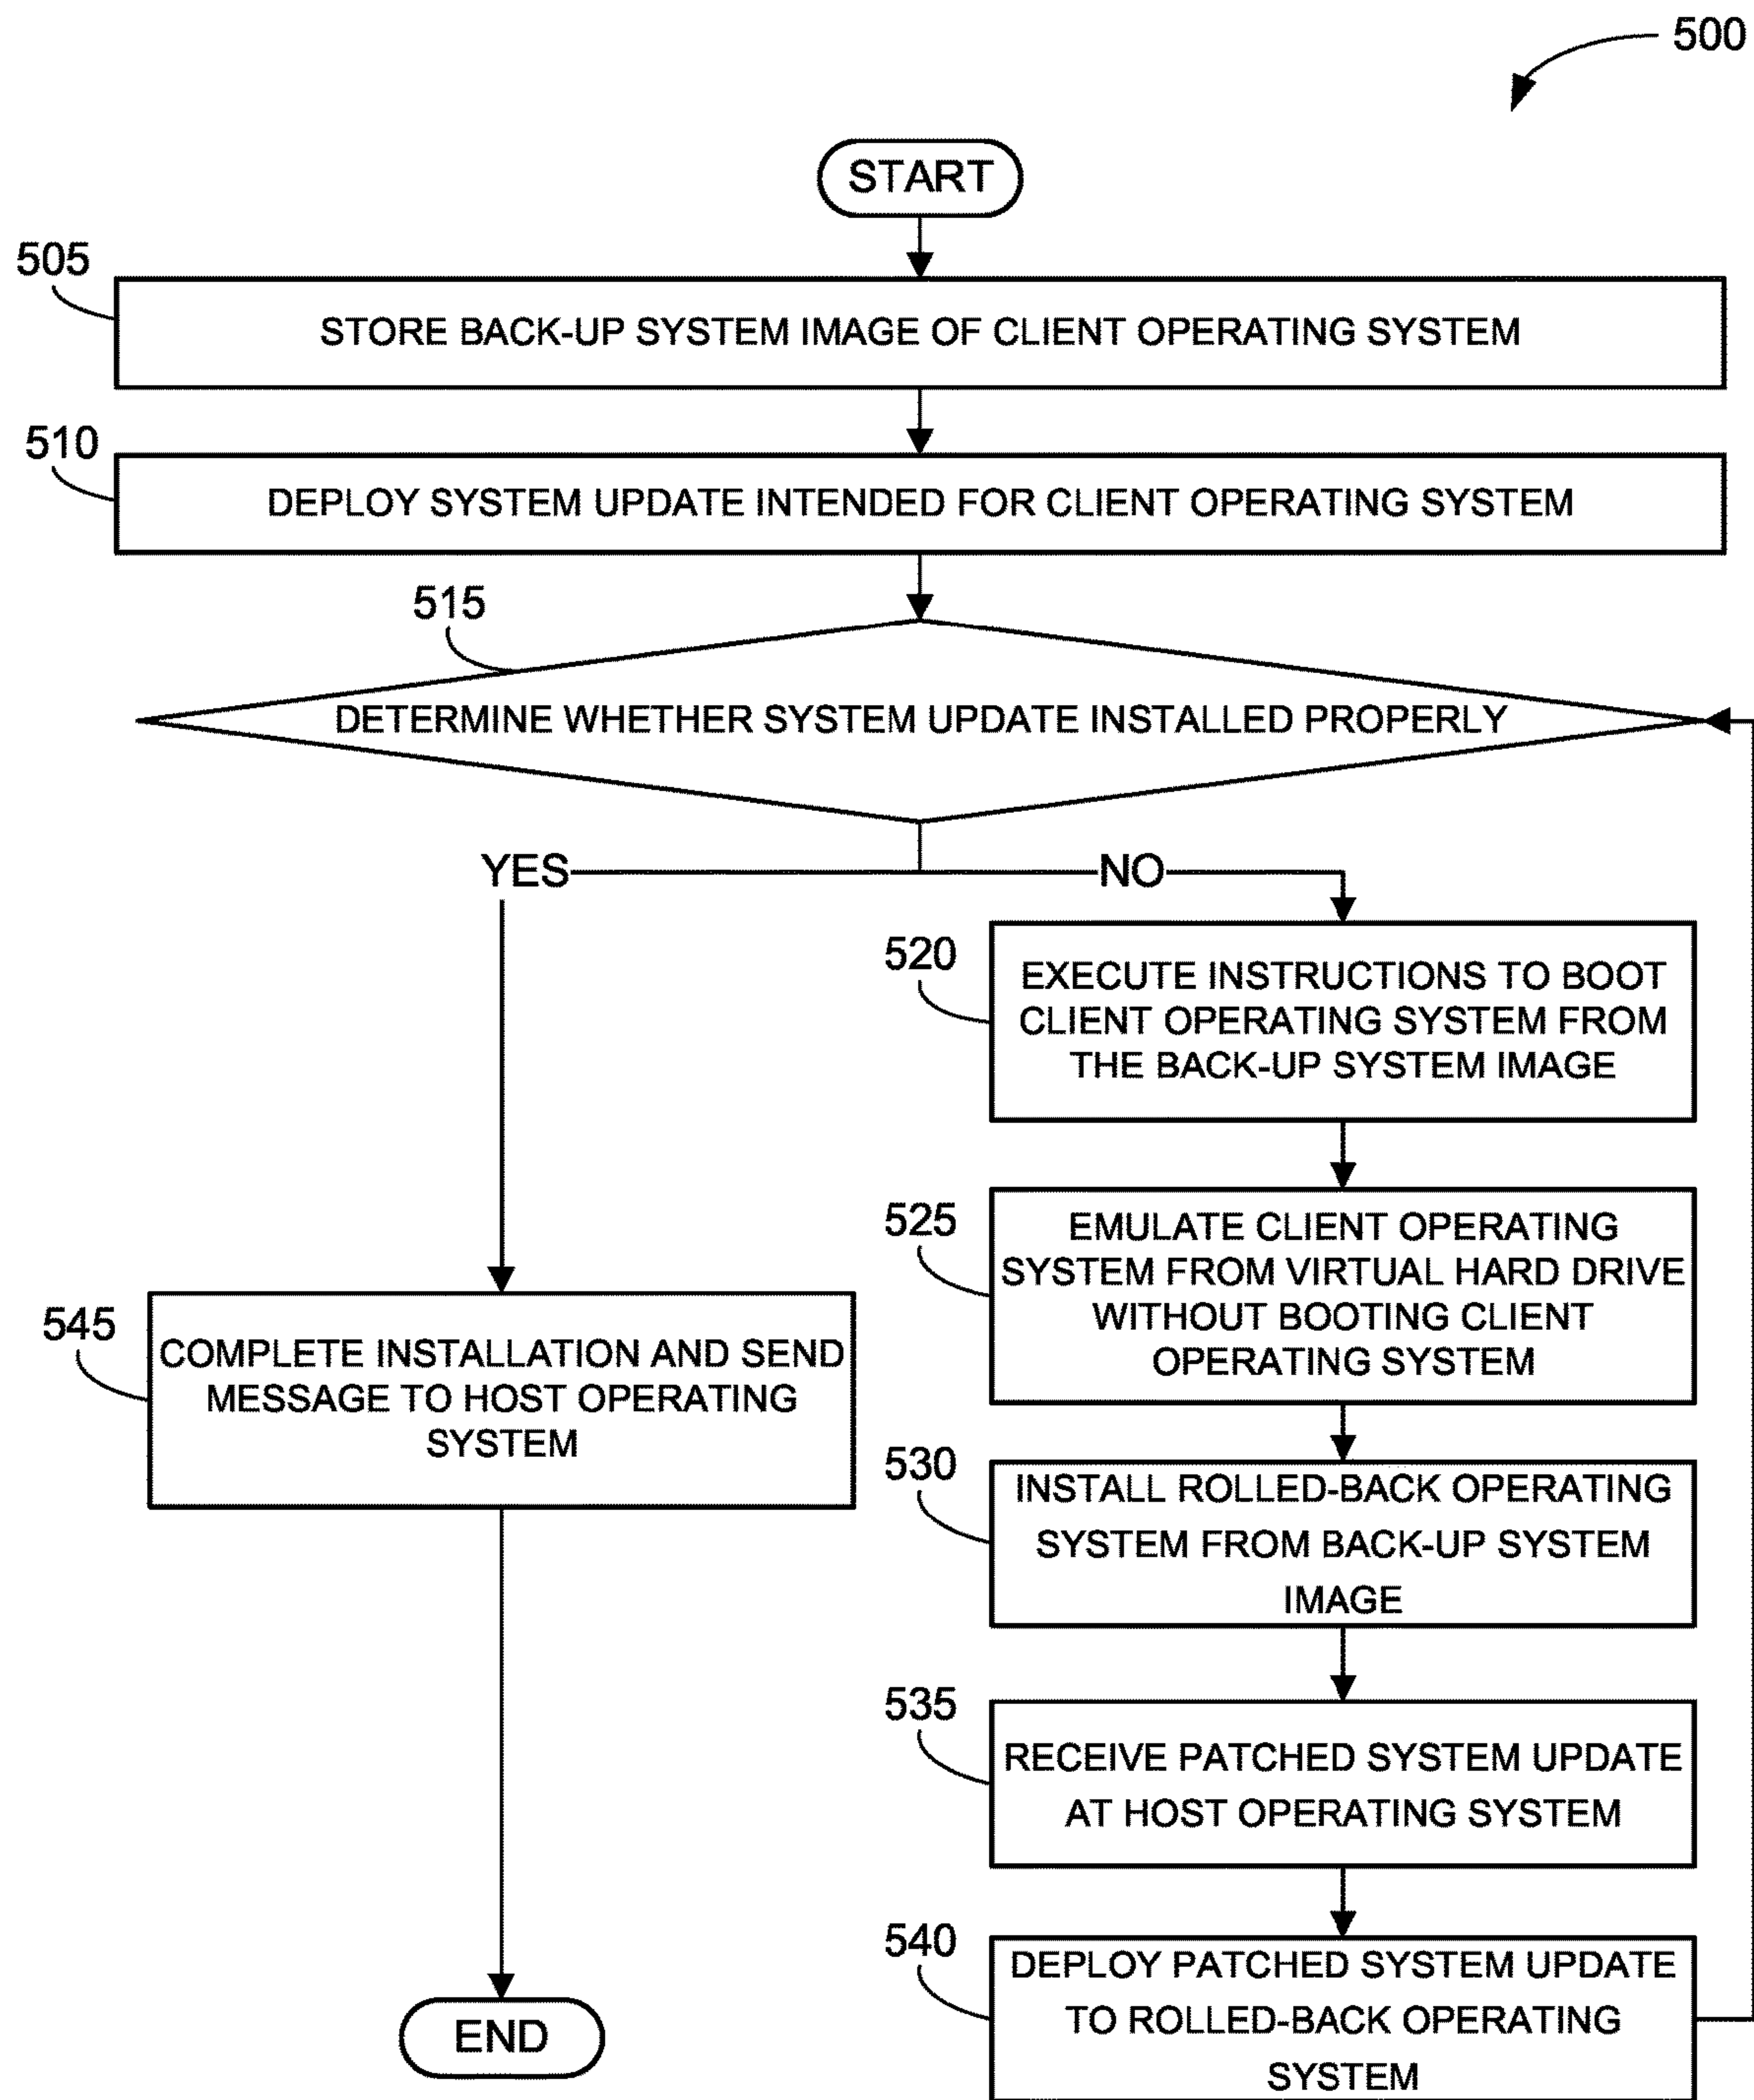 500
START
505
STORE BACK-UP SYSTEM IMAGE OF CLIENT OPERATING SYSTEM
510
DEPLOY SYSTEM UPDATE INTENDED FOR CLIENT OPERATING SYSTEM
515
DETERMINE WHETHER SYSTEM UPDATE INSTALLED PROPERLY
YES
NO
520
EXECUTE INSTRUCTIONS TO BOOT
CLIENT OPERATING SYSTEM FROM
THE BACK-UP SYSTEM IMAGE
525
EMULATE CLIENT OPERATING
SYSTEM FROM VIRTUAL HARD DRIVE
WITHOUT BOOTING CLIENT
OPERATING SYSTEM
545
COMPLETE INSTALLATION AND SEND
MESSAGE TO HOST OPERATING
SYSTEM
530
INSTALL ROLLED-BACK OPERATING
SYSTEM FROM BACK-UP SYSTEM
IMAGE
535
RECEIVE PATCHED SYSTEM UPDATE
AT HOST OPERATING SYSTEM
540
DEPLOY PATCHED SYSTEM UPDATE
TO ROLLED-BACK OPERATING
SYSTEM
END